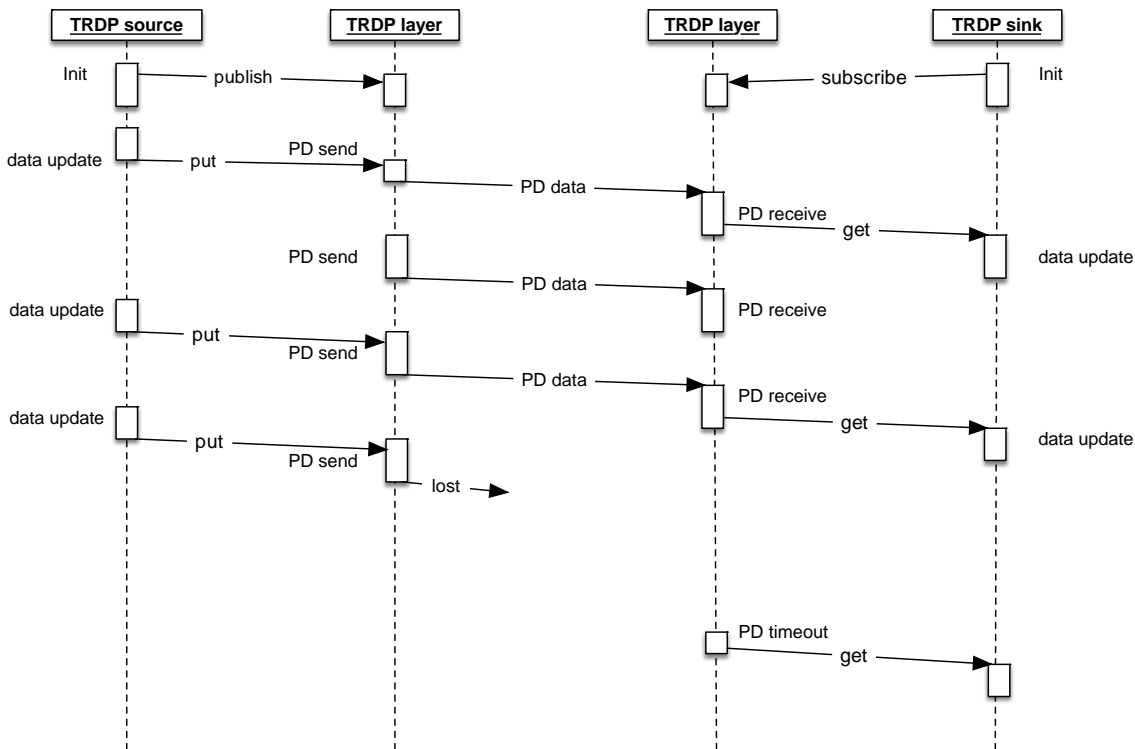 TRDP source
TRDP layer
TRDP layer
TRDP sink
Init
publish
subscribe
Init
data update
put
PD send
PD data
PD receive
get
data update
PD send
PD data
PD receive
data update
put
PD send
PD data
PD receive
get
data update
data update
put
PD send
lost
PD timeout
get